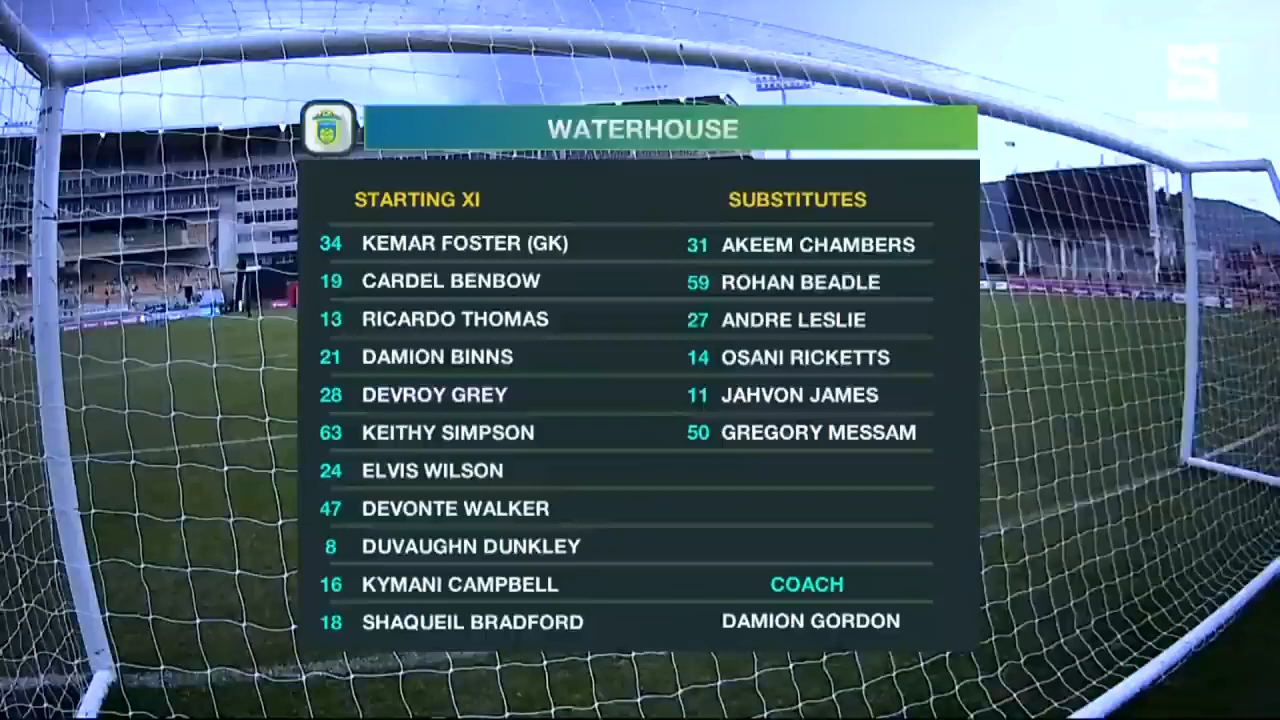 WATERHOUSE
STARTING XI
34 KEMAR FOSTER (GK)
19 CARDEL BENBOW
13 RICARDO THOMAS
21 DAMION BINNS
28 DEVROY GREY
63 KEITHY SIMPSON
24 ELVIS WILSON
47 DEVONTE WALKER
8 DUVAUGHN DUNKLEY
16 KYMANI CAMPBELL
18 SHAQUEIL BRADFORD
SUBSTITUTES
31 AKEEM CHAMBERS
59 ROHAN BEADLE
27 ANDRE LESLIE
14 OSANI RICKETTS
11 JAHVON JAMES
50 GREGORY MESSAM
COACH
DAMION GORDON
S